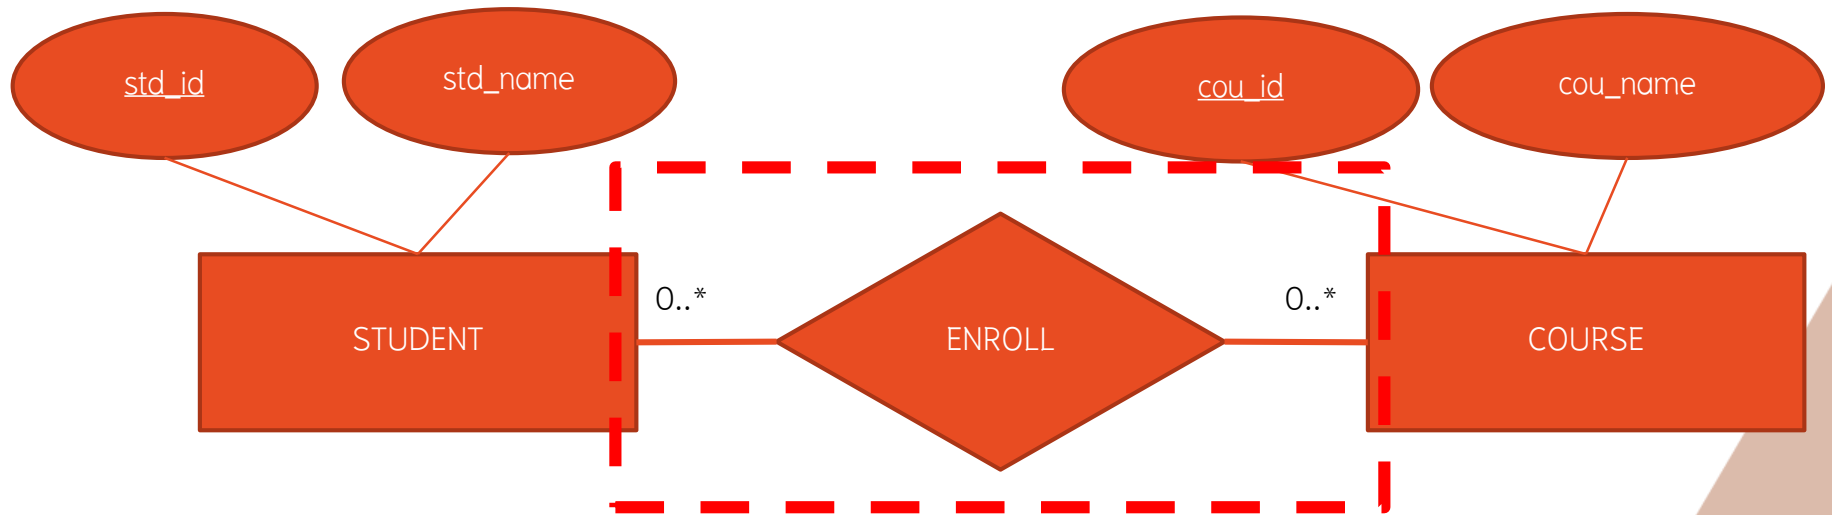 std_id
std_name
cou_id
cou_name
0..*
0..*
STUDENT
ENROLL
COURSE